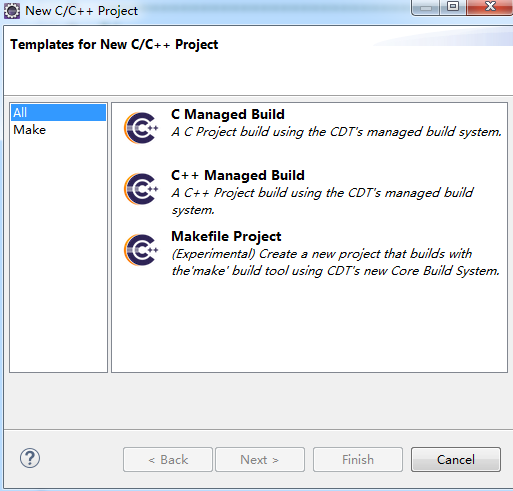 New C/C++ Project
Templates for New C/C++ Project
All
Make
C Managed Build
A C Project build using the CDT's managed build system.
C++ Managed Build
A C++ Project build using the CDT's managed build
system.
Makefile Project
(Experimental) Create a new project that builds with
the'make' build tool using CDT's new Core Build System.
?
< Back
Next >
Finish
Cancel